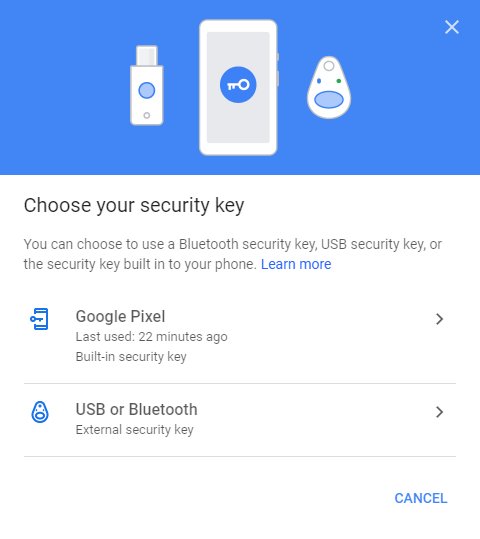 Choose your security key
You can choose to use a Bluetooth security key, USB security key, or
the security key built in to your phone. Learn more
Google Pixel
Last used: 22 minutes ago
Built-in security key
USB or Bluetooth
External security key
CANCEL